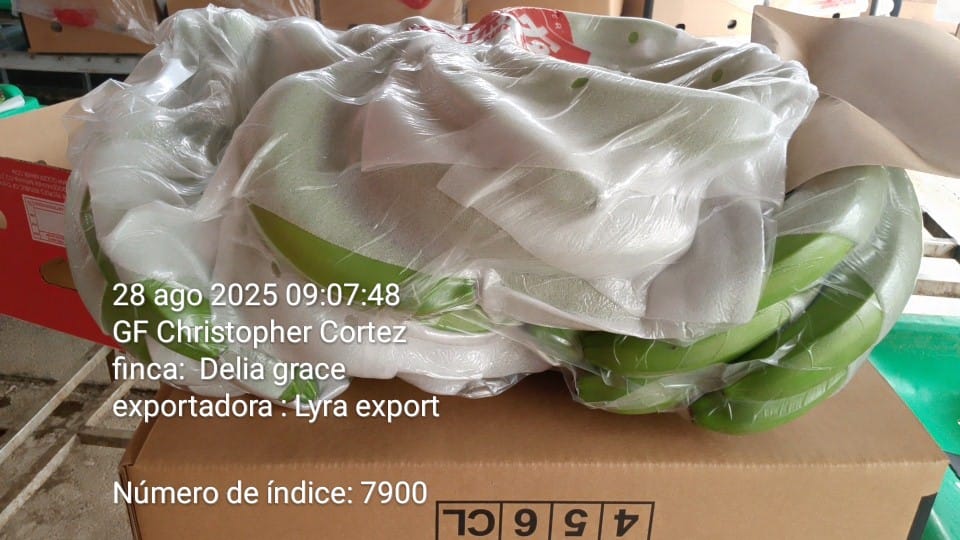 28 ago 2025 09:07:48
GF Christopher Cortez
finca: Delia grace
exportadora : Lyra export
Número de índice: 7900
4 5 6 CL